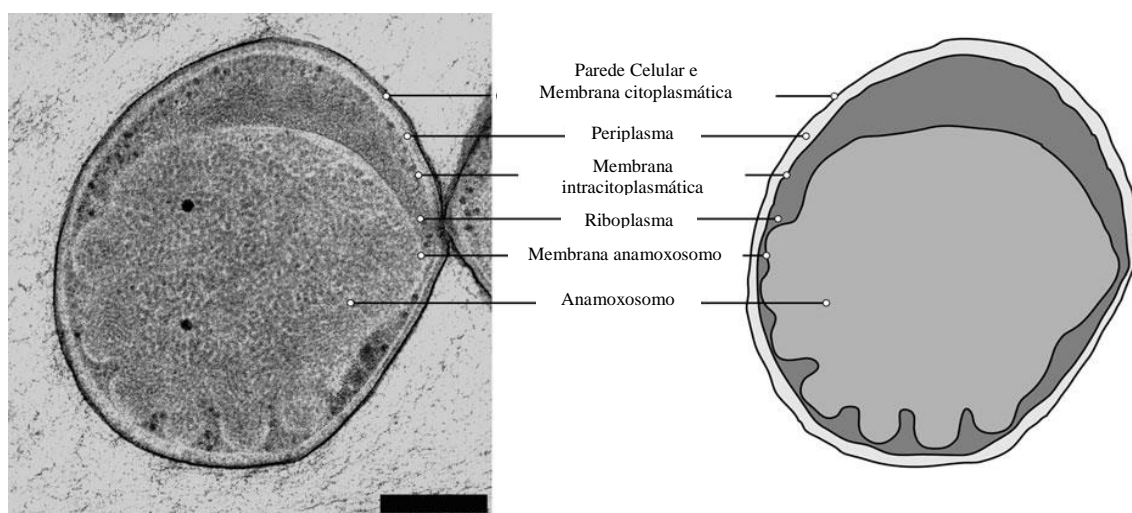 Parede Celular e
Membrana citoplasmática
Periplasma
Membrana
intracitoplasmática
Riboplasma
Membrana anamoxosomo
Anamoxosomo